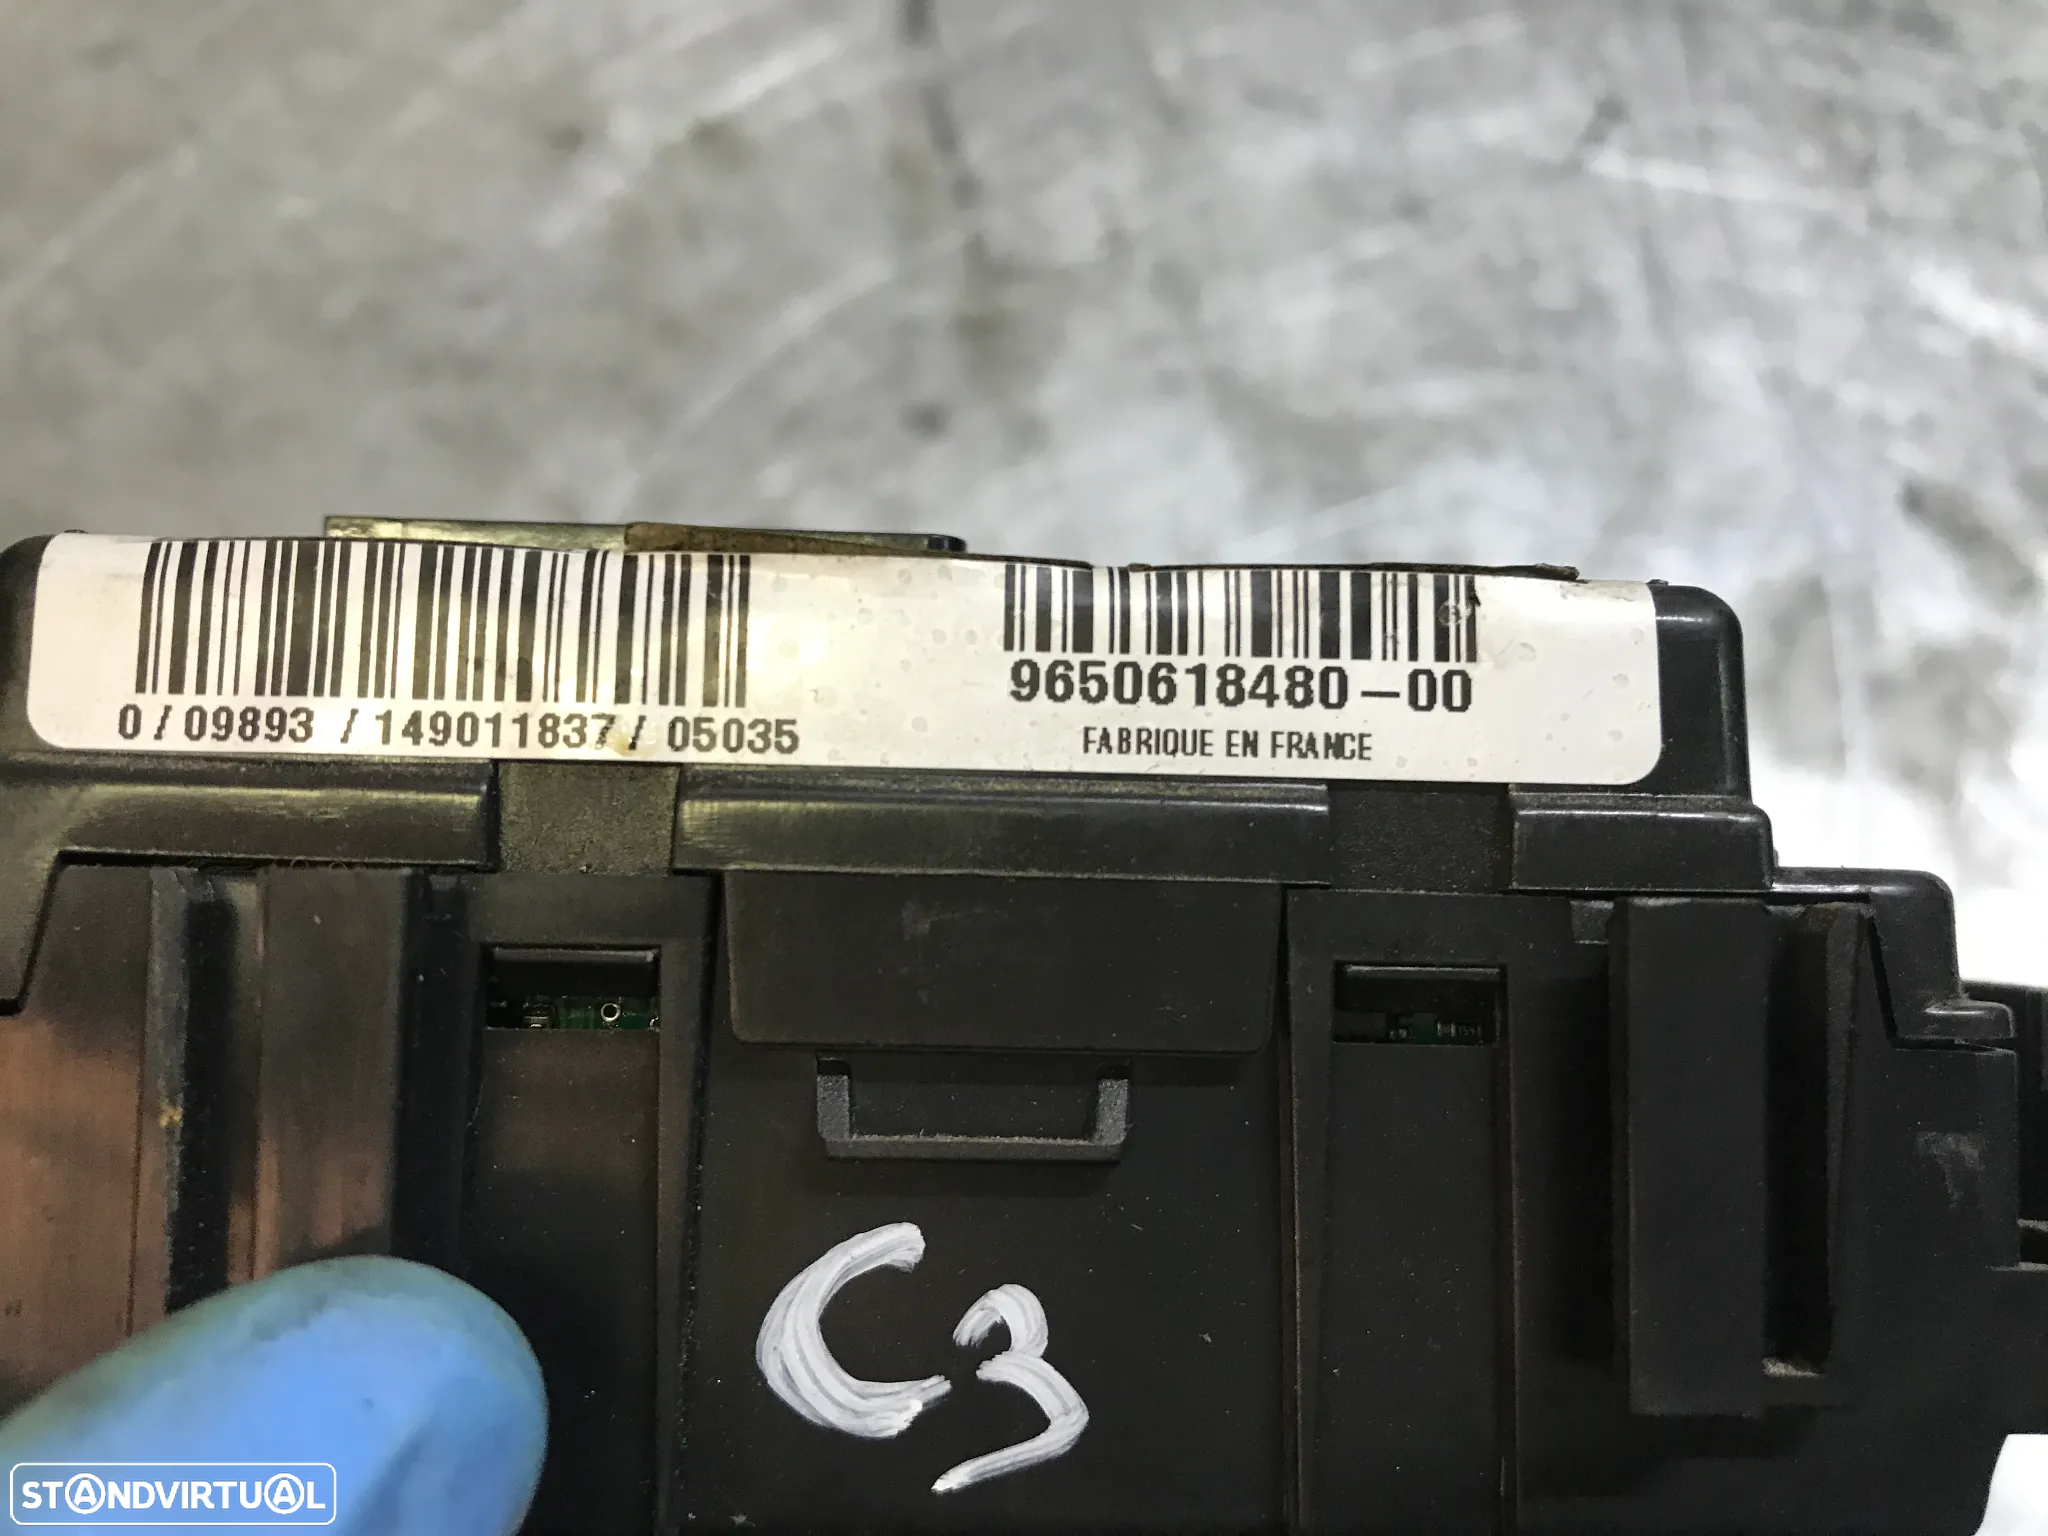 0/09893 /149011837/05035
9650618480-00
FABRIQUE EN FRANCE
C3
STANDVIRTUAL